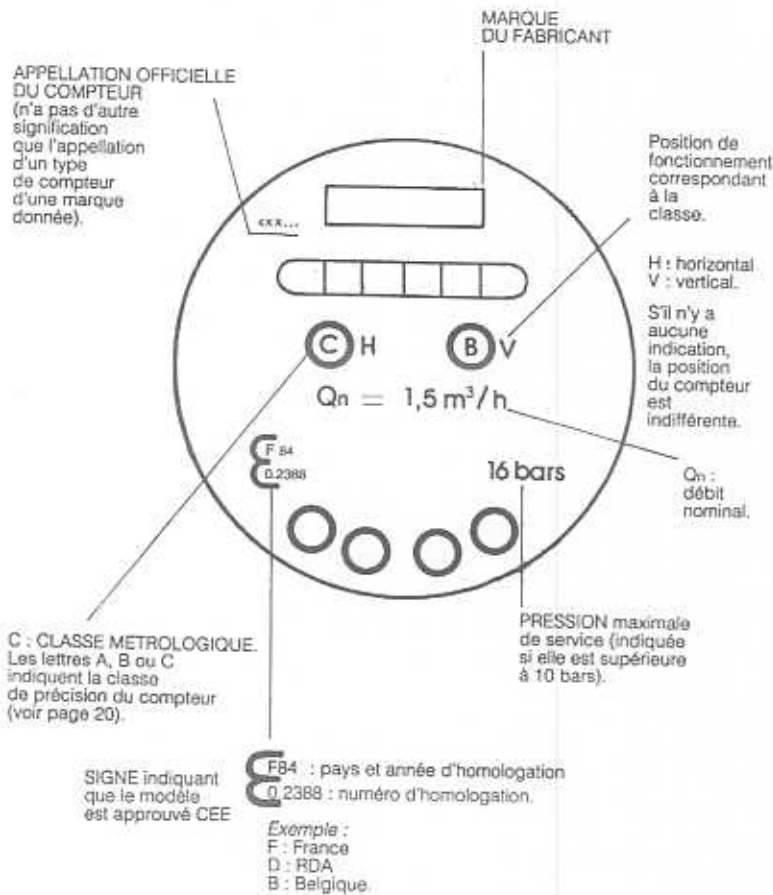 MARQUE
DU FABRICANT
APPELLATION OFFICIELLE
DU COMPTEUR
(n'a pas d'autre
signification
que l'appellation
d'un type
de compteur
d'une marque
donnée).
Position de
fonctionnement
correspondant
à la
classe.
H : horizontal
V : vertical.
S'il n'y a
aucune
indication,
la position
du compteur
est
indifférente.
cxx...
C H
B V
Qn = 1,5 m³/h
F 84
0.2388
16 bars
Qn :
débit
nominal.
C : CLASSE METROLOGIQUE.
Les lettres A, B ou C
indiquent la classe
de précision du compteur
(voir page 20).
PRESSION maximale
de service (indiquée
si elle est supérieure
à 10 bars).
SIGNE indiquant
que le modèle
est approuvé CEE
F84 : pays et année d'homologation
0.2388 : numéro d'homologation.
Exemple :
F : France
D : RDA
B : Belgique.